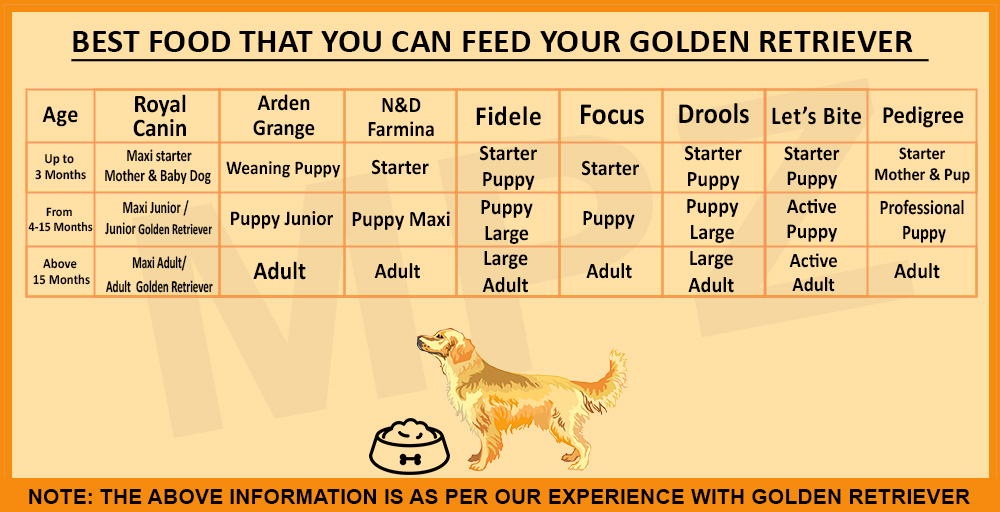 BEST FOOD THAT YOU CAN FEED YOUR GOLDEN RETRIEVER
Age
Royal
Canin
Arden
Grange
N&D
Farmina
Fidele
Focus
Drools
Let's Bite
Pedigree
Up to
3 Months
Maxi starter
Mother & Baby Dog
Weaning Puppy
Starter
Starter
Puppy
Starter
Starter
Puppy
Starter
Puppy
Starter
Mother & Pup
From
4-15 Months
Maxi Junior /
Junior Golden Retriever
Puppy Junior
Puppy Maxi
Puppy
Large
Puppy
Puppy
Large
Active
Puppy
Professional
Puppy
Above
15 Months
Maxi Adult/
Adult Golden Retriever
Adult
Adult
Large
Adult
Adult
Large
Adult
Active
Adult
Adult
MPZ
NOTE: THE ABOVE INFORMATION IS AS PER OUR EXPERIENCE WITH GOLDEN RETRIEVER